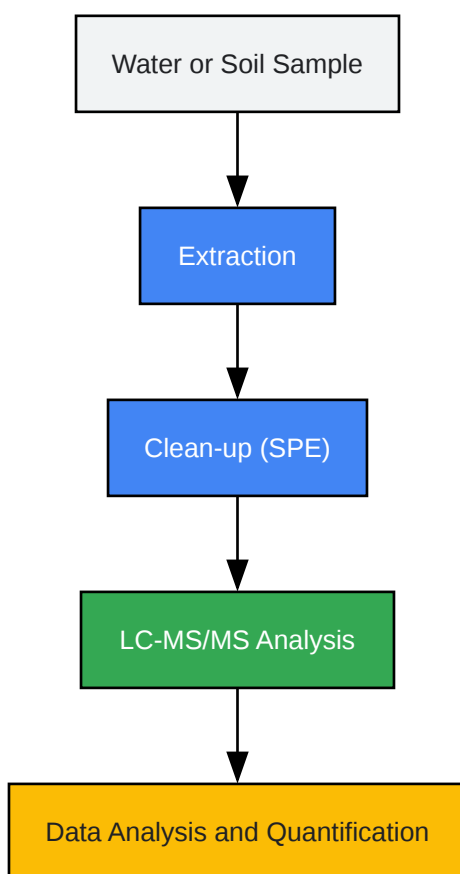 Water or Soil Sample
Extraction
Clean-up (SPE)
LC-MS/MS Analysis
Data Analysis and Quantification